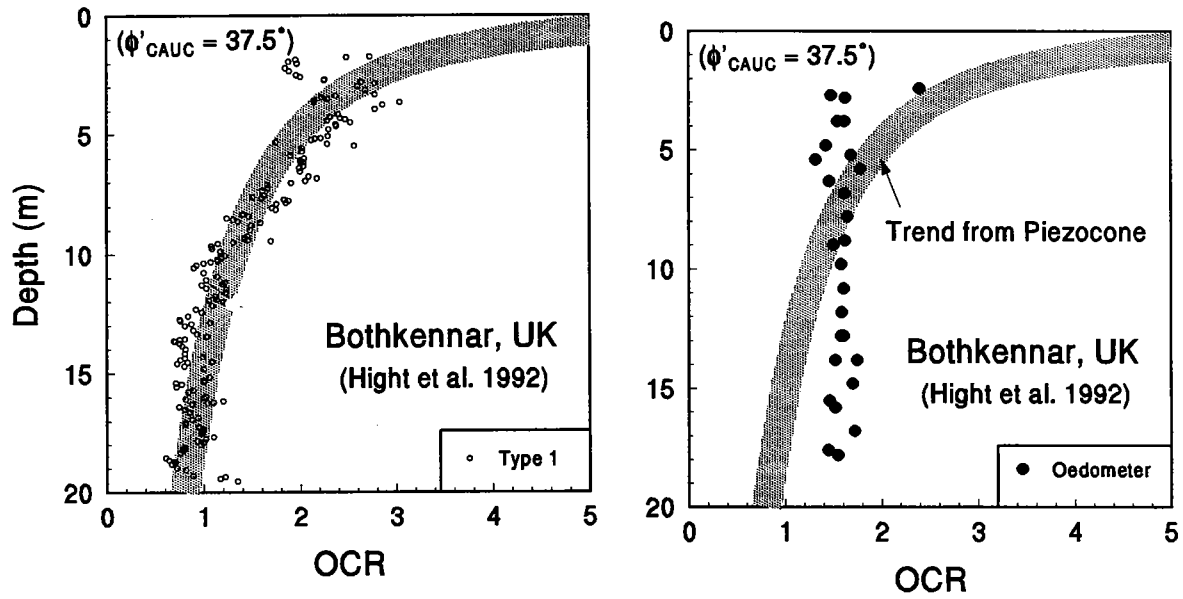 (ϕ'CAUC = 37.5°)
Depth (m)
0
5
10
15
20
Bothkennar, UK
(Hight et al. 1992)
Type 1
0 1 2 3 4 5
OCR
(ϕ'CAUC = 37.5°)
0
5
10
15
20
Trend from Piezocone
Bothkennar, UK
(Hight et al. 1992)
Oedometer
0 1 2 3 4 5
OCR